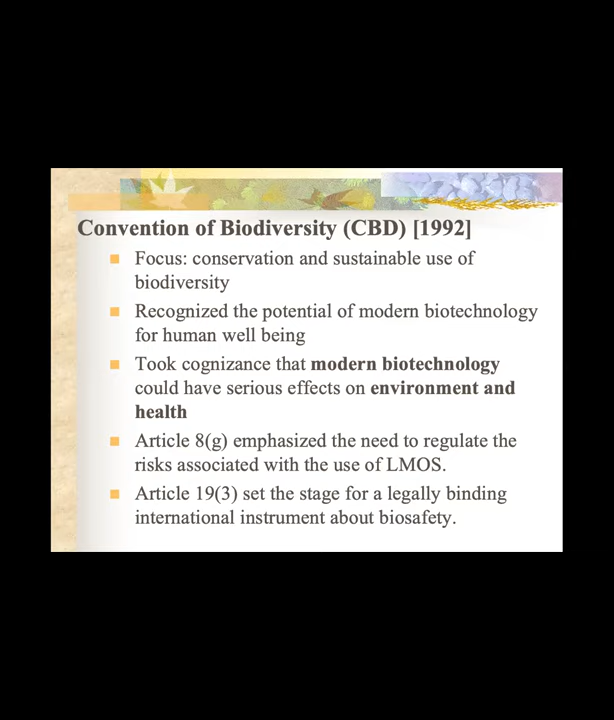 Convention of Biodiversity (CBD) [1992]
Focus: conservation and sustainable use of
biodiversity
Recognized the potential of modern biotechnology
for human well being
Took cognizance that modern biotechnology
could have serious effects on environment and
health
Article 8(g) emphasized the need to regulate the
risks associated with the use of LMOS.
Article 19(3) set the stage for a legally binding
international instrument about biosafety.